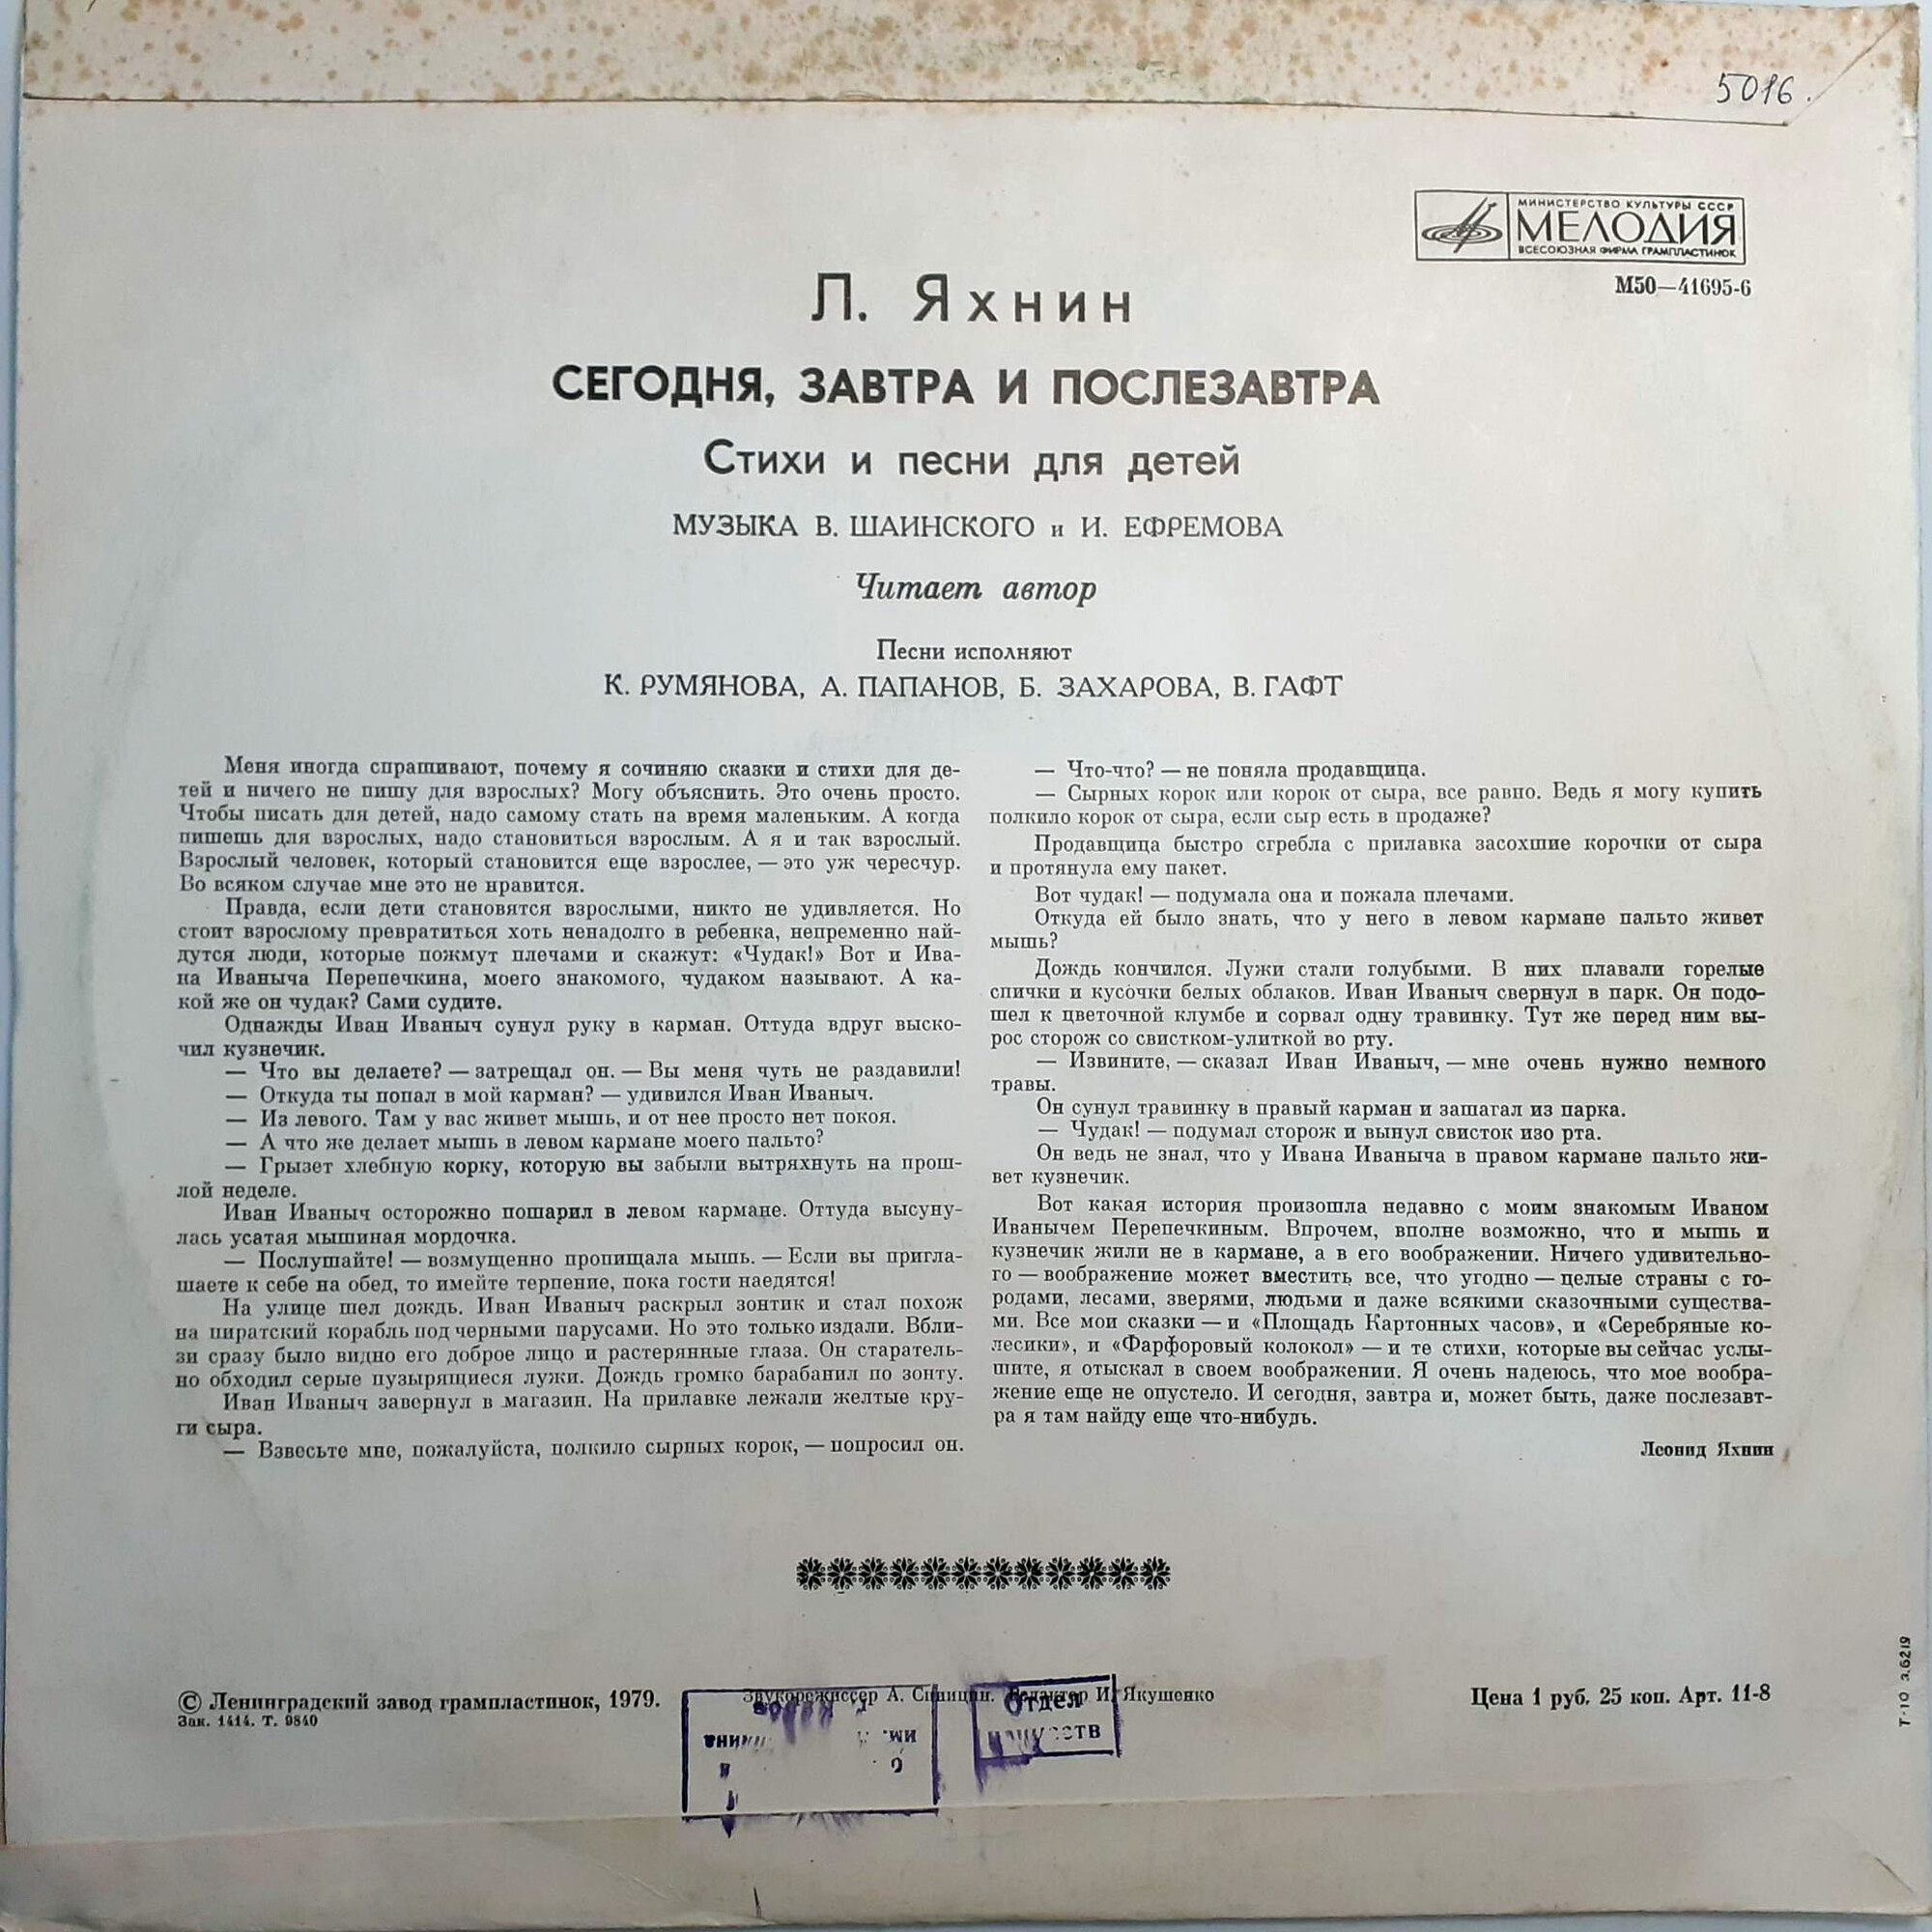 5016.
МИНИСТЕРСТВО КУЛЬТУРЫ СССР
МЕЛОДИЯ
ВСЕСОЮЗНАЯ ФИРМА ГРАМПЛАСТИНОК
М50—41695-6
Л. Яхнин
СЕГОДНЯ, ЗАВТРА И ПОСЛЕЗАВТРА
Стихи и песни для детей
МУЗЫКА В. ШАИНСКОГО и И. ЕФРЕМОВА
Читает автор
Песни исполняют
К. РУМЯНОВА, А. ПАПАНОВ, Б. ЗАХАРОВА, В. ГАФТ
Меня иногда спрашивают, почему я сочиняю сказки и стихи для де-
тей и ничего не пишу для взрослых? Могу объяснить. Это очень просто.
Чтобы писать для детей, надо самому стать на время маленьким. А когда
пишешь для взрослых, надо становиться взрослым. А я и так взрослый.
Взрослый человек, который становится еще взрослее, — это уж чересчур.
Во всяком случае мне это не нравится.
Правда, если дети становятся взрослыми, никто не удивляется. Но
стоит взрослому превратиться хоть ненадолго в ребенка, непременно най-
дутся люди, которые пожмут плечами и скажут: «Чудак!» Вот и Ива-
на Иваныча Перепечкина, моего знакомого, чудаком называют. А ка-
кой же он чудак? Сами судите.
Однажды Иван Иваныч сунул руку в карман. Оттуда вдруг выско-
чил кузнечик.
— Что вы делаете? — затрещал он. — Вы меня чуть не раздавили!
— Откуда ты попал в мой карман? — удивился Иван Иваныч.
— Из левого. Там у вас живет мышь, и от нее просто нет покоя.
— А что же делает мышь в левом кармане моего пальто?
— Грызет хлебную корку, которую вы забыли вытряхнуть на прош-
лой неделе.
Иван Иваныч осторожно пошарил в левом кармане. Оттуда высуну-
лась усатая мышиная мордочка.
— Послушайте! — возмущенно пропищала мышь. — Если вы пригла-
шаете к себе на обед, то имейте терпение, пока гости наедятся!
На улице шел дождь. Иван Иваныч раскрыл зонтик и стал похож
на пиратский корабль под черными парусами. Но это только издали. Вбли-
зи сразу было видно его доброе лицо и растерянные глаза. Он старатель-
но обходил серые пузырящиеся лужи. Дождь громко барабанил по зонту.
Иван Иваныч завернул в магазин. На прилавке лежали желтые кру-
ги сыра.
— Взвесьте мне, пожалуйста, полкило сырных корок, — попросил он.
— Что-что? — не поняла продавщица.
— Сырных корок или корок от сыра, все равно. Ведь я могу купить
полкило корок от сыра, если сыр есть в продаже?
Продавщица быстро сгребла с прилавка засохшие корочки от сыра
и протянула ему пакет.
Вот чудак! — подумала она и пожала плечами.
Откуда ей было знать, что у него в левом кармане пальто живет
мышь?
Дождь кончился. Лужи стали голубыми. В них плавали горелые
спички и кусочки белых облаков. Иван Иваныч свернул в парк. Он подо-
шел к цветочной клумбе и сорвал одну травинку. Тут же перед ним вы-
рос сторож со свистком-улиткой во рту.
— Извините, — сказал Иван Иваныч, — мне очень нужно немного
травы.
Он сунул травинку в правый карман и зашагал из парка.
— Чудак! — подумал сторож и вынул свисток изо рта.
Он ведь не знал, что у Ивана Иваныча в правом кармане пальто жи-
вет кузнечик.
Вот какая история произошла недавно с моим знакомым Иваном
Иванычем Перепечкиным. Впрочем, вполне возможно, что и мышь и
кузнечик жили не в кармане, а в его воображении. Ничего удивительно-
го — воображение может вместить все, что угодно — целые страны с го-
родами, лесами, зверями, людьми и даже всякими сказочными существа-
ми. Все мои сказки — и «Площадь Картонных часов», и «Серебряные ко-
лесики», и «Фарфоровый колокол» — и те стихи, которые вы сейчас услы-
шите, я отыскал в своем воображении. Я очень надеюсь, что мое вообра-
жение еще не опустело. И сегодня, завтра и, может быть, даже послезавт-
ра я там найду еще что-нибудь.
Леонид Яхнин
© Ленинградский завод грампластинок, 1979.
Зак. 1414. Т. 9840
Звукорежиссер А. Синицин. Редактор И. Якушенко
Цена 1 руб. 25 коп. Арт. 11-8
Т-10 з.6219
Отдел